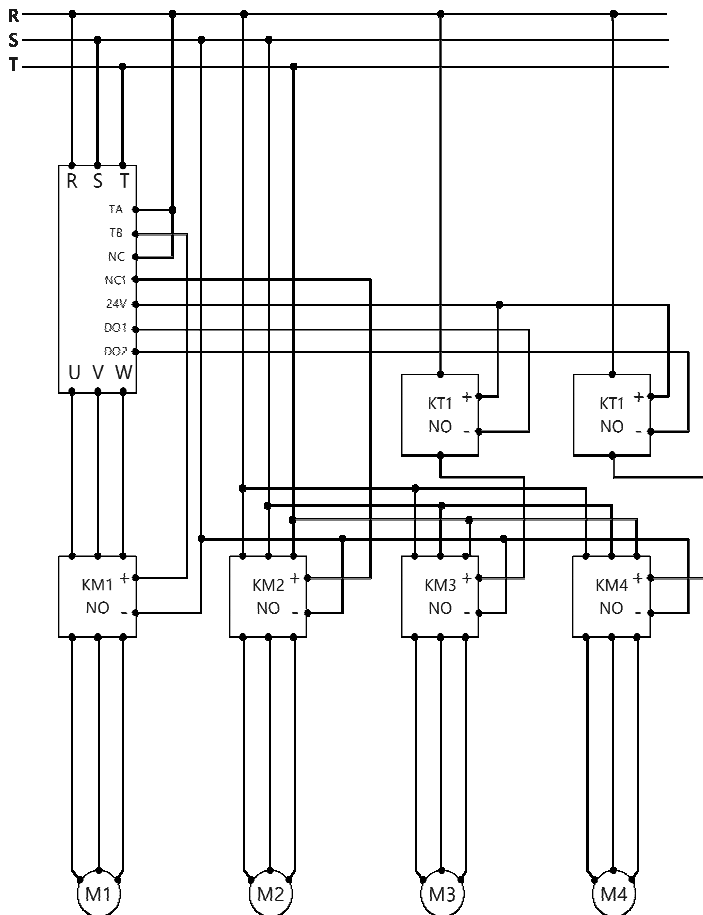 R
S
T
R S T
TA
TB
NC
NC1
24V
DO1
DO2
U V W
KT1 +
NO -
KT1 +
NO -
KM1 +
NO -
KM2 +
NO -
KM3 +
NO -
KM4 +
NO -
M1
M2
M3
M4